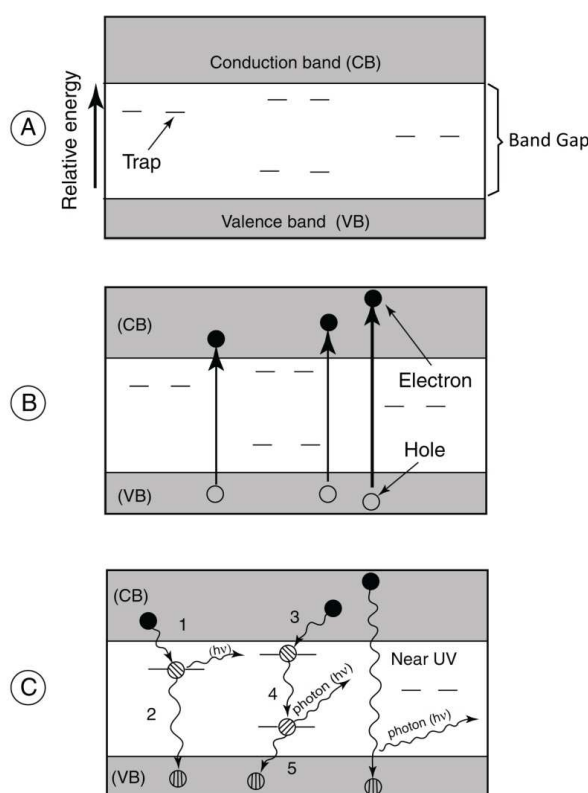 Conduction band (CB)
A
Relative energy
Trap
Band Gap
Valence band (VB)
B
(CB)
Electron
Hole
(VB)
C
(CB)
1
3
(hν)
Near UV
2
4
photon (hν)
photon (hν)
5
(VB)